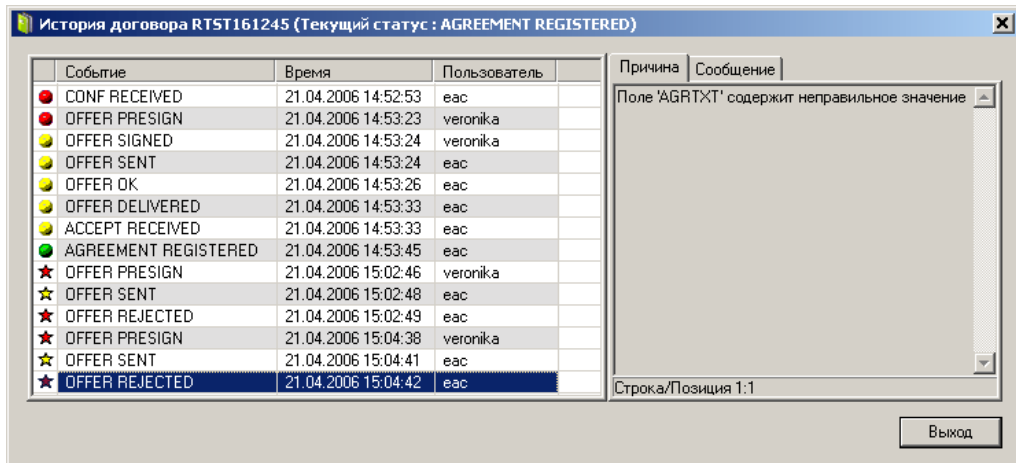 История договора RTST161245 (Текущий статус : AGREEMENT REGISTERED)
Событие Время Пользователь
CONF RECEIVED 21.04.2006 14:52:53 eac
OFFER PRESIGN 21.04.2006 14:53:23 veronika
OFFER SIGNED 21.04.2006 14:53:24 veronika
OFFER SENT 21.04.2006 14:53:24 eac
OFFER OK 21.04.2006 14:53:26 eac
OFFER DELIVERED 21.04.2006 14:53:33 eac
ACCEPT RECEIVED 21.04.2006 14:53:33 eac
AGREEMENT REGISTERED 21.04.2006 14:53:45 eac
OFFER PRESIGN 21.04.2006 15:02:46 veronika
OFFER SENT 21.04.2006 15:02:48 eac
OFFER REJECTED 21.04.2006 15:02:49 eac
OFFER PRESIGN 21.04.2006 15:04:38 veronika
OFFER SENT 21.04.2006 15:04:41 eac
OFFER REJECTED 21.04.2006 15:04:42 eac
Причина Сообщение
Поле 'AGRTXT' содержит неправильное значение
Строка/Позиция 1:1
Выход